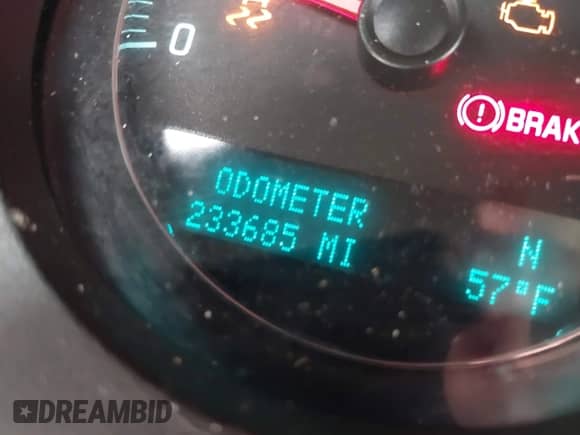 0
BRAK
ODOMETER
233685 MI
N
57°F
DREAMBID